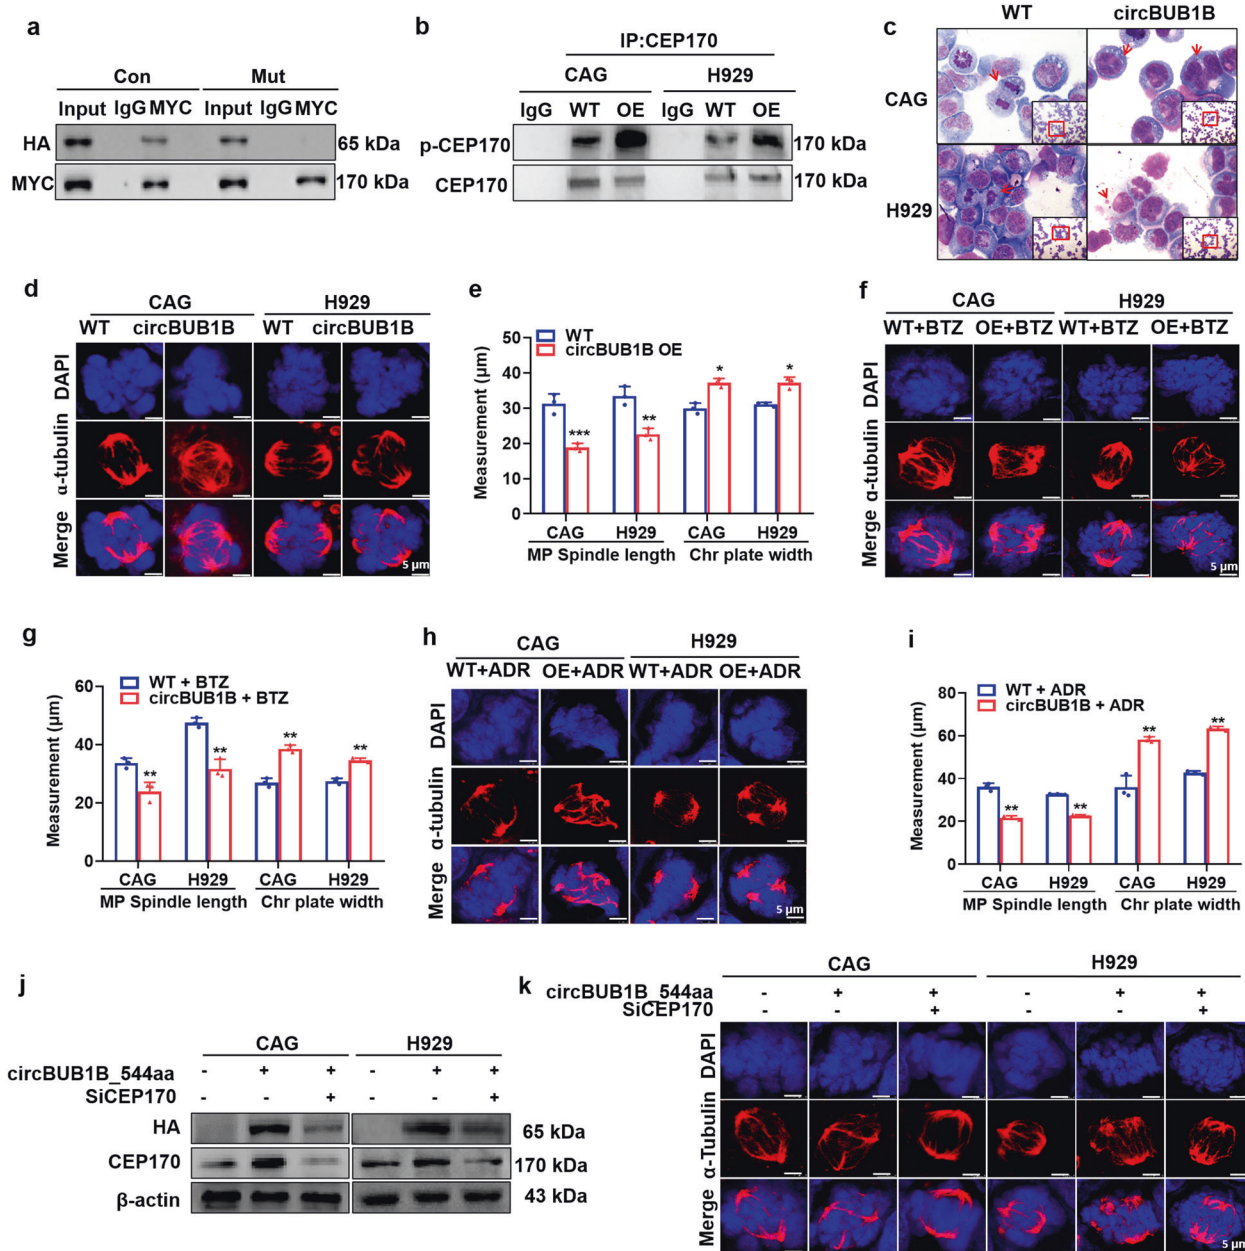 a
Con Mut
Input IgG MYC Input IgG MYC
HA 65 kDa
MYC 170 kDa
b
IP:CEP170
CAG H929
IgG WT OE IgG WT OE
p-CEP170 170 kDa
CEP170 170 kDa
c
WT circBUB1B
CAG
H929
d
CAG H929
WT circBUB1B WT circBUB1B
DAPI
α-tubulin
Merge
5 μm
e
WT
circBUB1B OE
Measurement (μm)
50
40
30
20
10
0
*** ** * *
CAG H929 CAG H929
MP Spindle length Chr plate width
f
CAG H929
WT+BTZ OE+BTZ WT+BTZ OE+BTZ
DAPI
α-tubulin
Merge
5 μm
g
WT + BTZ
circBUB1B + BTZ
Measurement (μm)
60
40
20
0
** ** ** **
CAG H929 CAG H929
MP Spindle length Chr plate width
h
CAG H929
WT+ADR OE+ADR WT+ADR OE+ADR
DAPI
α-tubulin
Merge
5 μm
i
WT + ADR
circBUB1B + ADR
Measurement (μm)
80
60
40
20
0
** ** ** **
CAG H929 CAG H929
MP Spindle length Chr plate width
j
CAG H929
circBUB1B_544aa - + + - + +
SiCEP170 - - + - - +
HA 65 kDa
CEP170 170 kDa
β-actin 43 kDa
k
CAG H929
circBUB1B_544aa - + + - + +
SiCEP170 - - + - - +
DAPI
α-Tubulin
Merge
5 μm